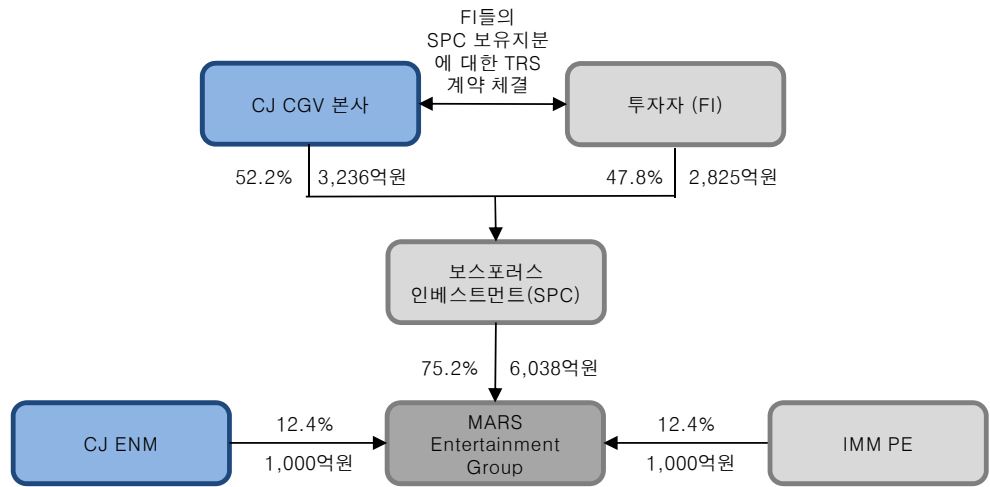 FI들의
SPC 보유지분
에 대한 TRS
계약 체결
CJ CGV 본사
투자자 (FI)
52.2%
3,236억원
47.8%
2,825억원
보스포러스
인베스트먼트(SPC)
75.2%
6,038억원
CJ ENM
12.4%
1,000억원
MARS
Entertainment
Group
12.4%
1,000억원
IMM PE